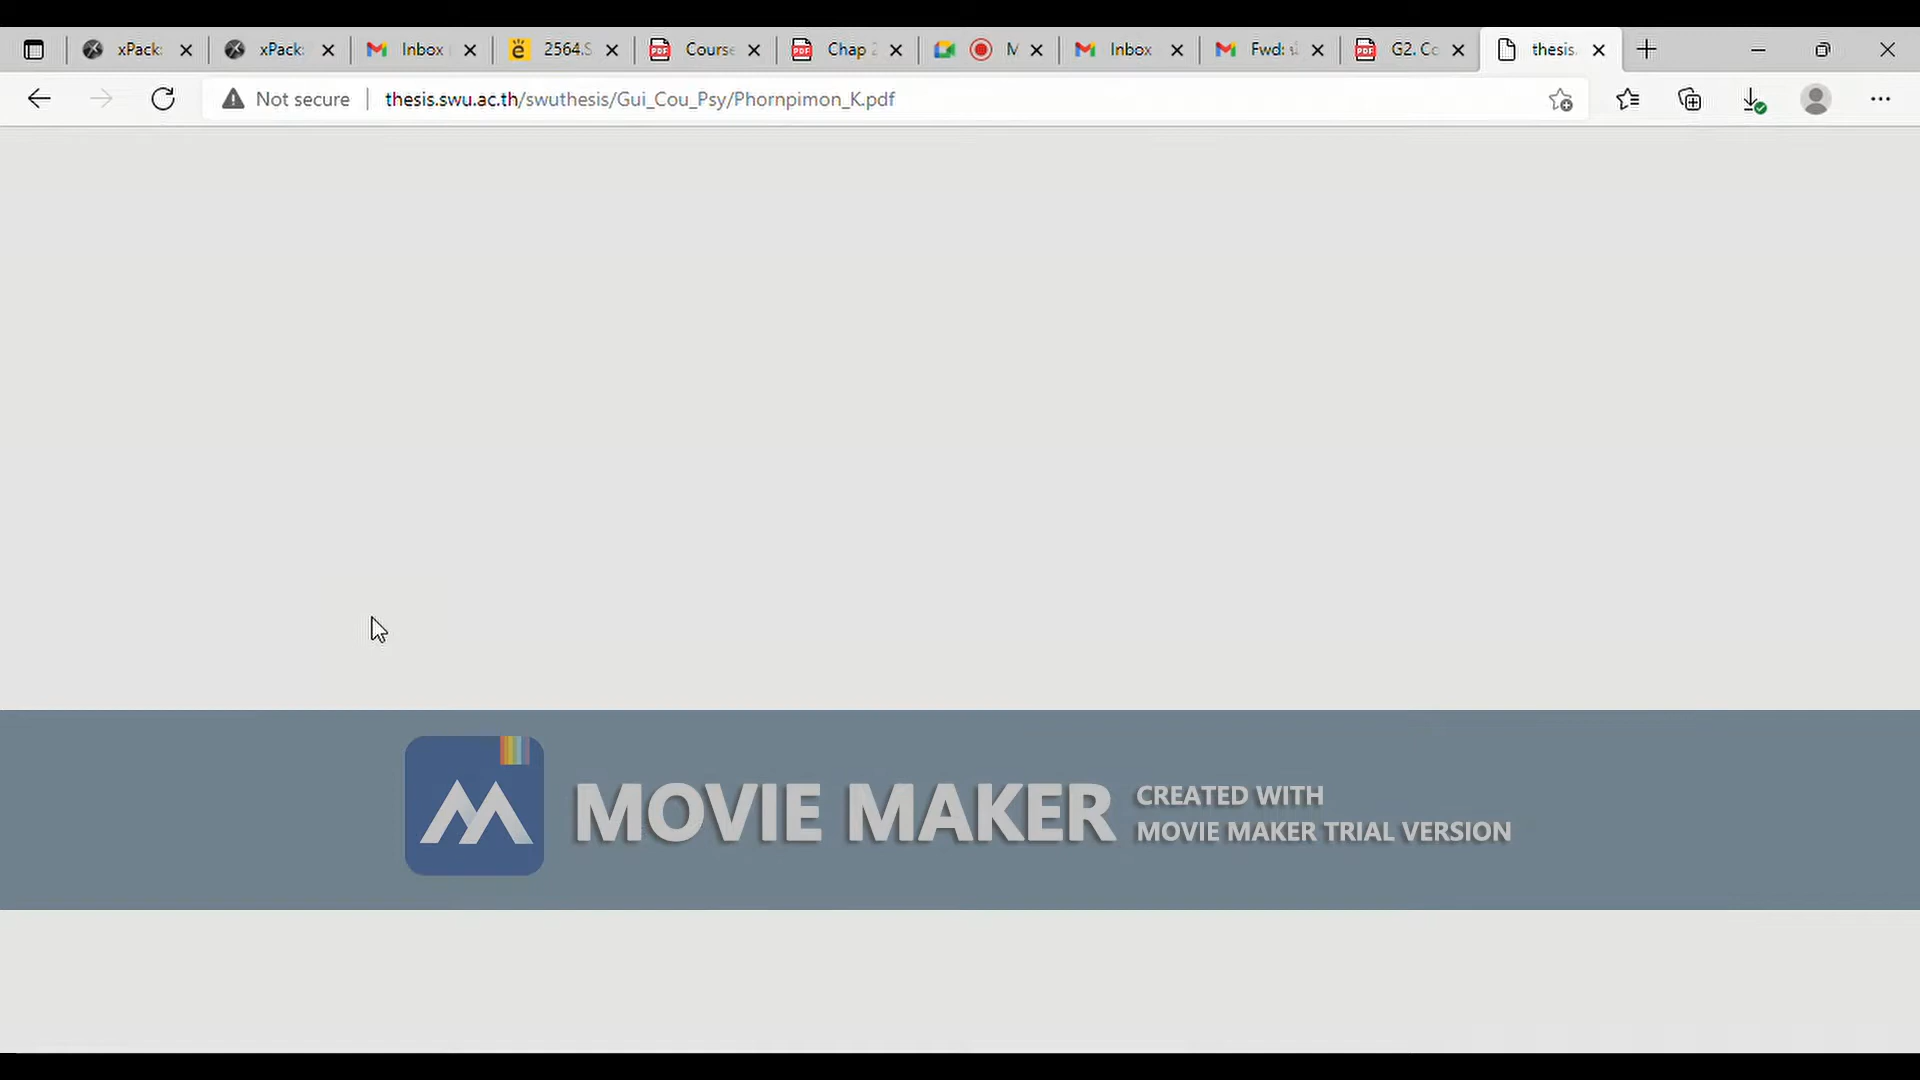 xPack:
xPack:
Inbox
2564.S
Course
Chap 2
M
Inbox
Fwd:
G2. Co
thesis.
Not secure
thesis.swu.ac.th/swuthesis/Gui_Cou_Psy/Phornpimon_K.pdf
MOVIE MAKER
CREATED WITH
MOVIE MAKER TRIAL VERSION